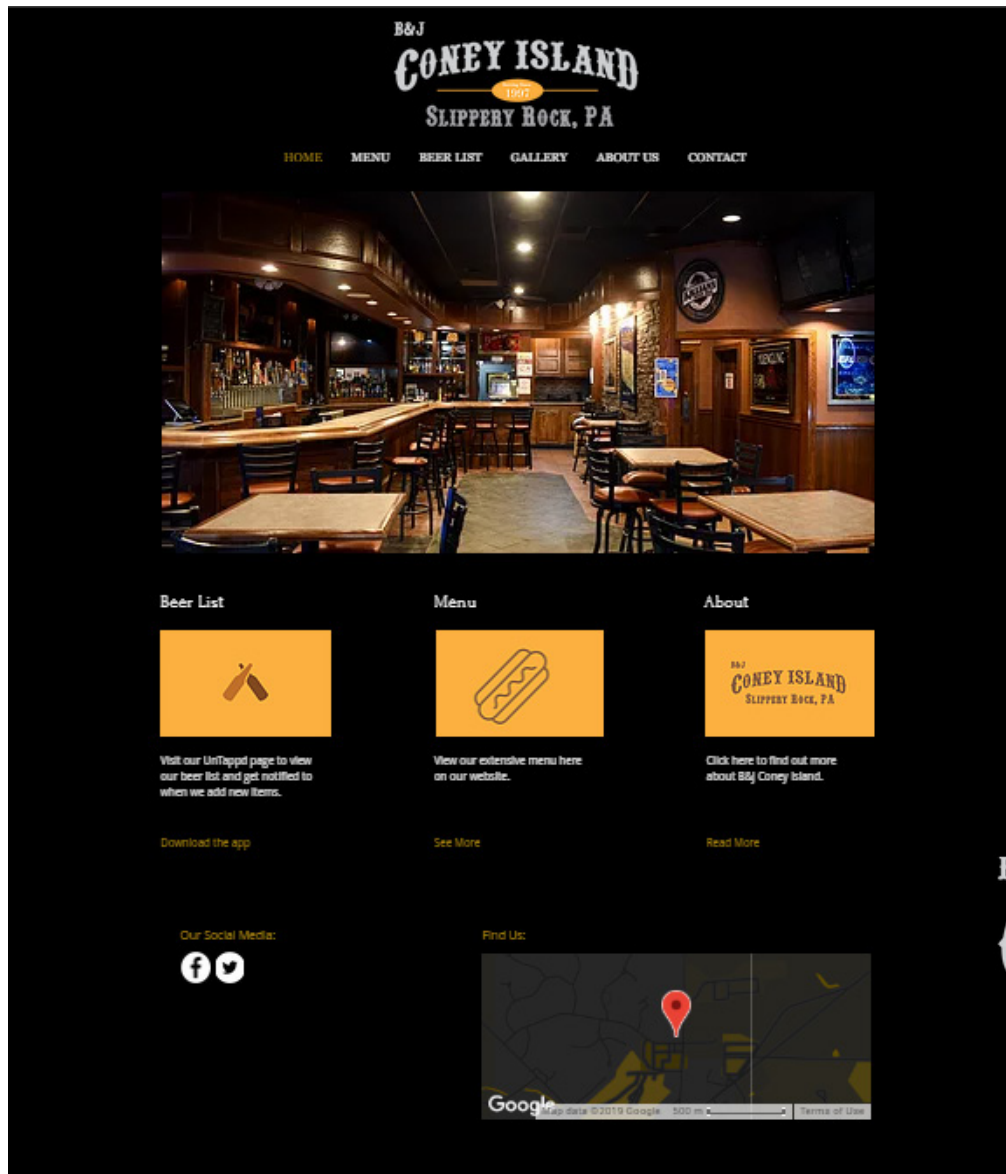 B&J
CONEY ISLAND
1997
SLIPPERY ROCK, PA
HOME MENU BEER LIST GALLERY ABOUT US CONTACT
YUENGLING
Beer List Menu About
B&J
CONEY ISLAND
SLIPPERY ROCK, PA
Visit our UnTappd page to view
our beer list and get notified to
when we add new items.
View our extensive menu here
on our website.
Click here to find out more
about B&J Coney Island.
Download the app See More Read More
Our Social Media: Find Us:
Google Map data ©2019 Google 500 m Terms of Use